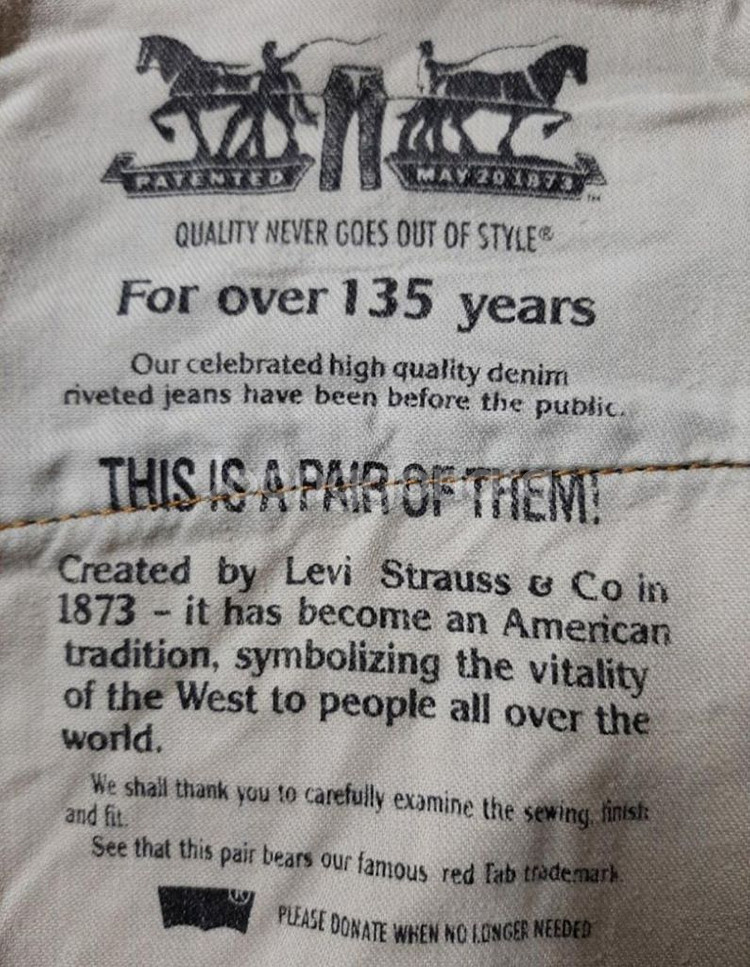 PATENTED MAY 20 1873 ™
QUALITY NEVER GOES OUT OF STYLE®
For over 135 years
Our celebrated high quality denim
riveted jeans have been before the public.
THIS IS A PAIR OF THEM!
Created by Levi Strauss & Co in
1873 – it has become an American
tradition, symbolizing the vitality
of the West to people all over the
world.
We shall thank you to carefully examine the sewing, finish
and fit.
See that this pair bears our famous red Tab trademark.
® PLEASE DONATE WHEN NO LONGER NEEDED